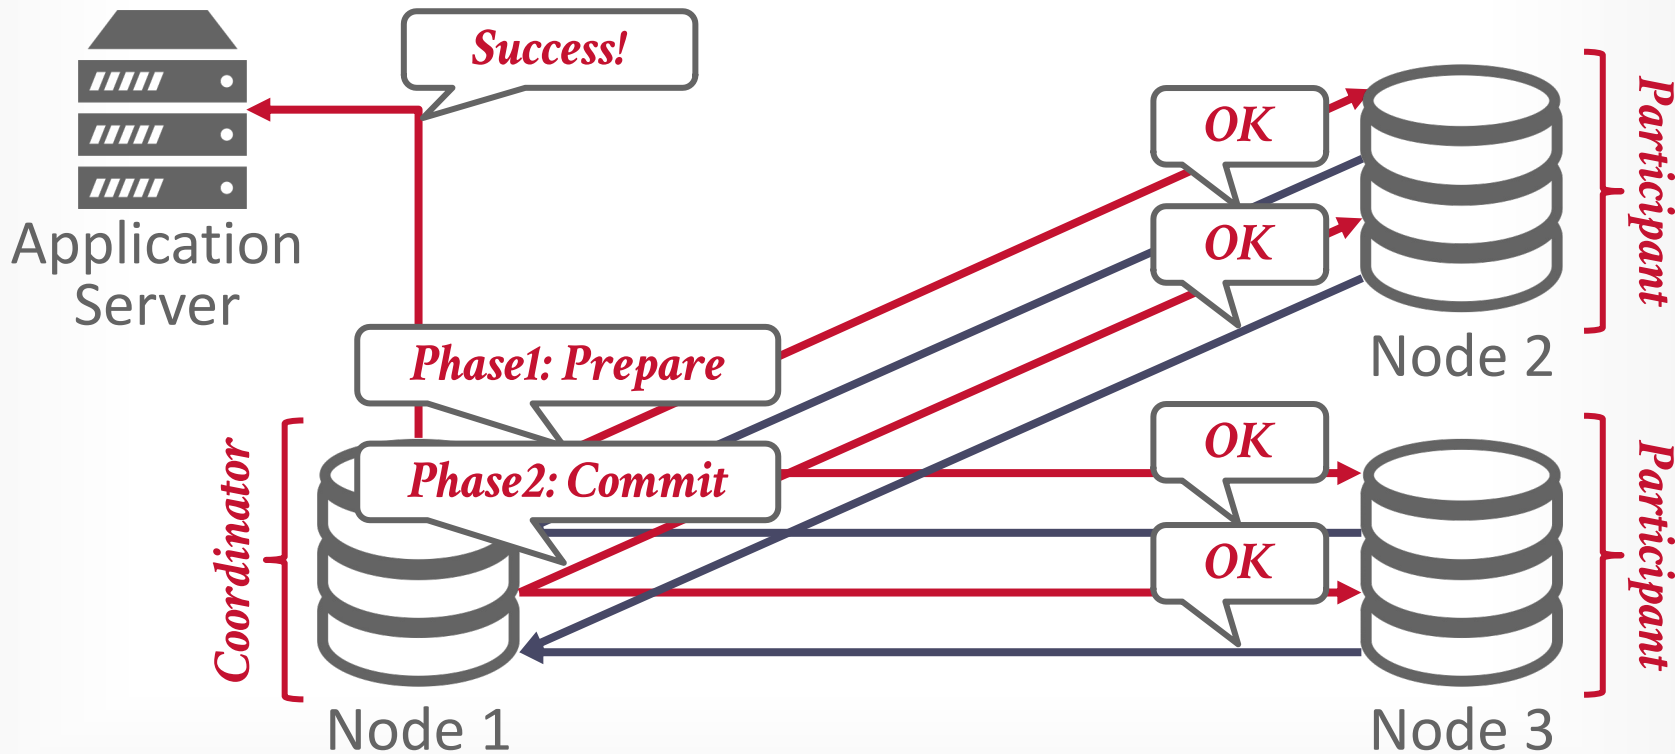 Success!
Application
Server
OK
OK
Participant
Node 2
Phase1: Prepare
Phase2: Commit
Coordinator
Node 1
OK
OK
Participant
Node 3